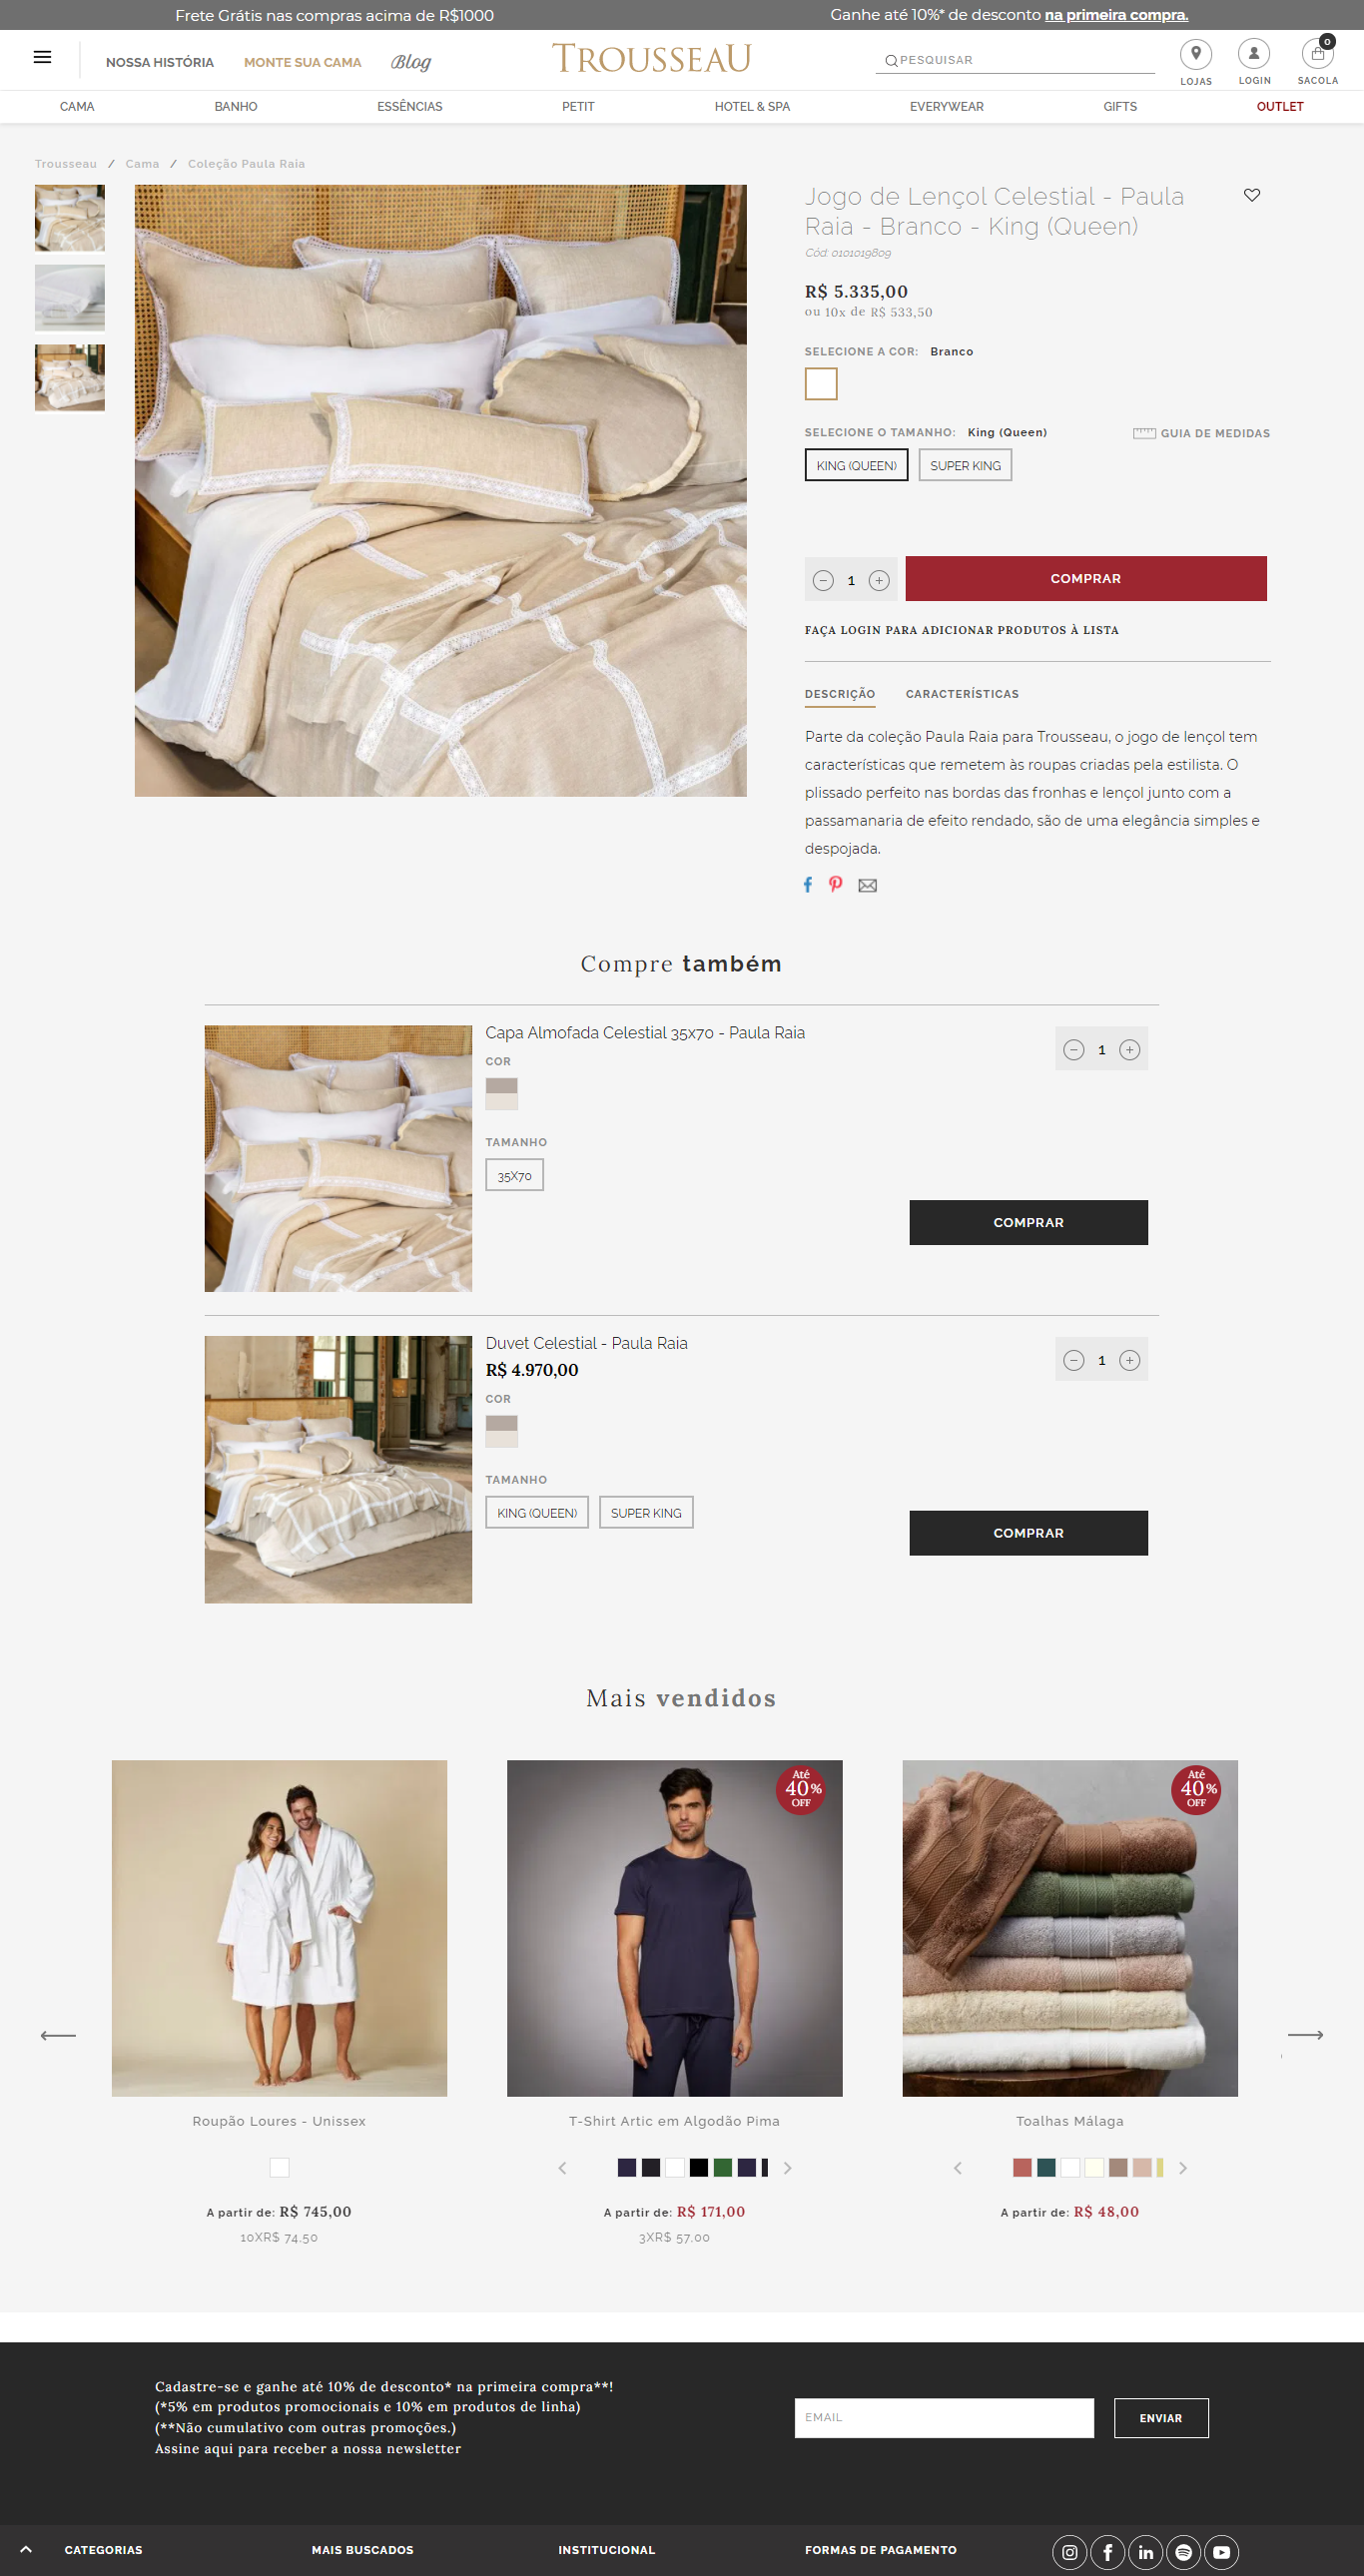 Frete Grátis nas compras acima de R$1000
Ganhe até 10%* de desconto na primeira compra.
NOSSA HISTÓRIA
MONTE SUA CAMA
Blog
TROUSSEAU
PESQUISAR
LOJAS
LOGIN
0
SACOLA
CAMA
BANHO
ESSÊNCIAS
PETIT
HOTEL & SPA
EVERYWEAR
GIFTS
OUTLET
Trousseau / Cama / Coleção Paula Raia
Jogo de Lençol Celestial - Paula
Raia - Branco - King (Queen)
Cód: 0101019809
R$ 5.335,00
ou 10x de R$ 533,50
SELECIONE A COR: Branco
SELECIONE O TAMANHO: King (Queen)
GUIA DE MEDIDAS
KING (QUEEN)
SUPER KING
1
COMPRAR
FAÇA LOGIN PARA ADICIONAR PRODUTOS À LISTA
DESCRIÇÃO
CARACTERÍSTICAS
Parte da coleção Paula Raia para Trousseau, o jogo de lençol tem
características que remetem às roupas criadas pela estilista. O
plissado perfeito nas bordas das fronhas e lençol junto com a
passamanaria de efeito rendado, são de uma elegância simples e
despojada.
Compre também
Capa Almofada Celestial 35x70 - Paula Raia
1
COR
TAMANHO
35X70
COMPRAR
Duvet Celestial - Paula Raia
1
R$ 4.970,00
COR
TAMANHO
KING (QUEEN)
SUPER KING
COMPRAR
Mais vendidos
Até
40%
OFF
Até
40%
OFF
Roupão Loures - Unissex
T-Shirt Artic em Algodão Pima
Toalhas Málaga
A partir de: R$ 745,00
10XR$ 74,50
A partir de: R$ 171,00
3XR$ 57,00
A partir de: R$ 48,00
Cadastre-se e ganhe até 10% de desconto* na primeira compra**!
(*5% em produtos promocionais e 10% em produtos de linha)
(**Não cumulativo com outras promoções.)
Assine aqui para receber a nossa newsletter
EMAIL
ENVIAR
CATEGORIAS
MAIS BUSCADOS
INSTITUCIONAL
FORMAS DE PAGAMENTO